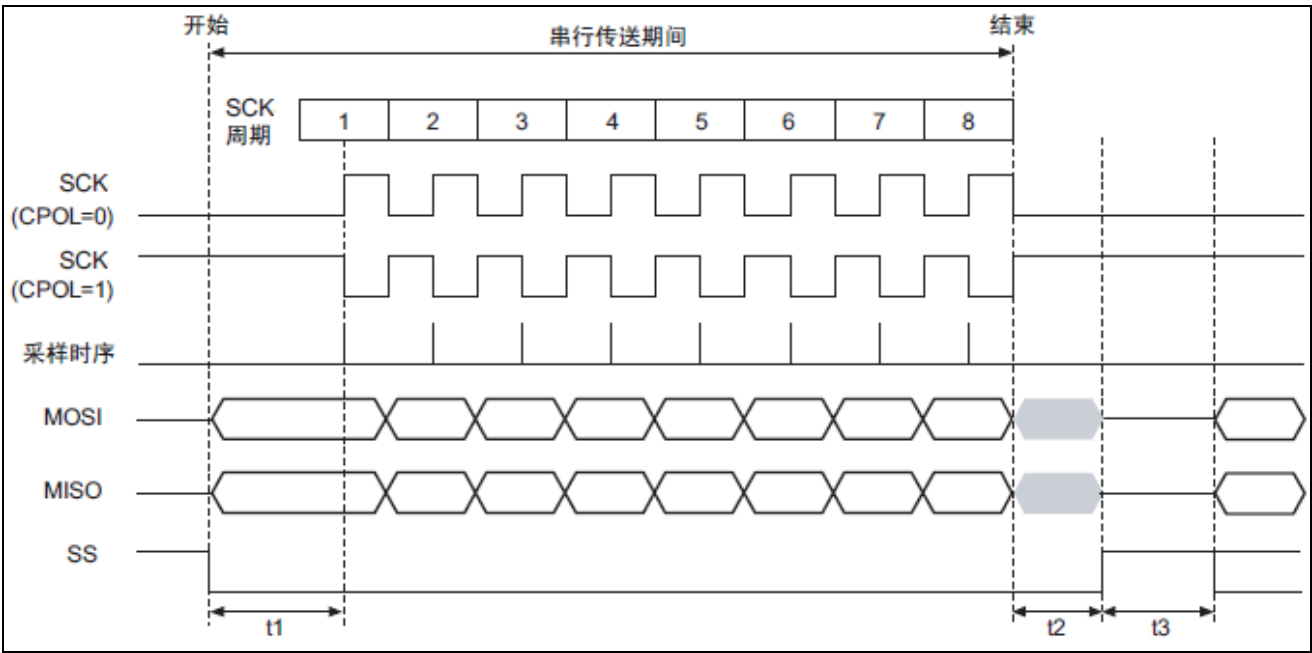 开始
串行传送期间
结束
SCK
周期
1 2 3 4 5 6 7 8
SCK
(CPOL=0)
SCK
(CPOL=1)
采样时序
MOSI
MISO
SS
t1 t2 t3